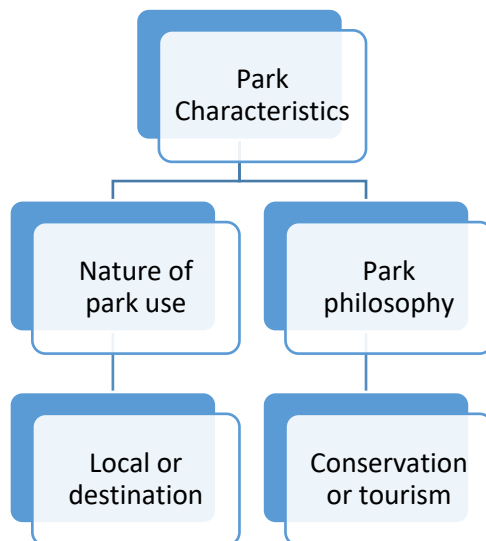 Park
Characteristics
Nature of
park use
Park
philosophy
Local or
destination
Conservation
or tourism